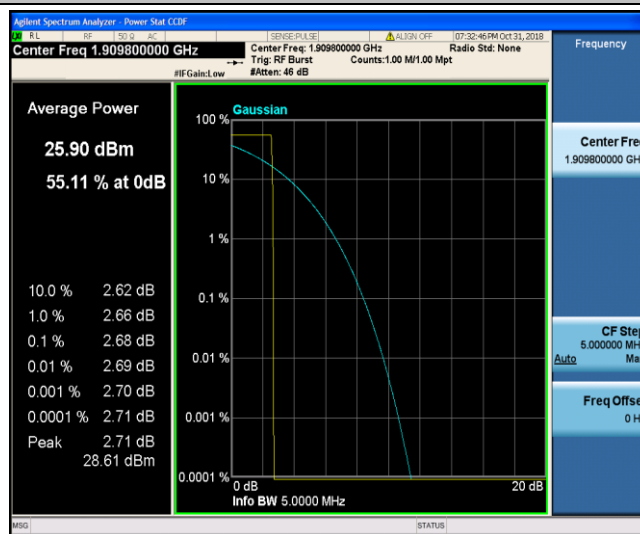 Agilent Spectrum Analyzer - Power Stat CCDF
RL RF 50 Ω AC SENSE:PULSE ALIGN OFF 07:32:46 PM Oct 31, 2018
Center Freq 1.909800000 GHz
Center Freq: 1.909800000 GHz Radio Std: None
Trig: RF Burst Counts:1.00 M/1.00 Mpt
#IFGain:Low #Atten: 46 dB
Frequency
Average Power
25.90 dBm
55.11 % at 0dB
10.0 % 2.62 dB
1.0 % 2.66 dB
0.1 % 2.68 dB
0.01 % 2.69 dB
0.001 % 2.70 dB
0.0001 % 2.71 dB
Peak 2.71 dB
28.61 dBm
Gaussian
100 %
10 %
1 %
0.1 %
0.01 %
0.001 %
0.0001 %
0 dB 20 dB
Info BW 5.0000 MHz
Center Fre
1.909800000 GH
CF Ste
5.000000 MH
Auto Ma
Freq Offse
0 H
MSG STATUS